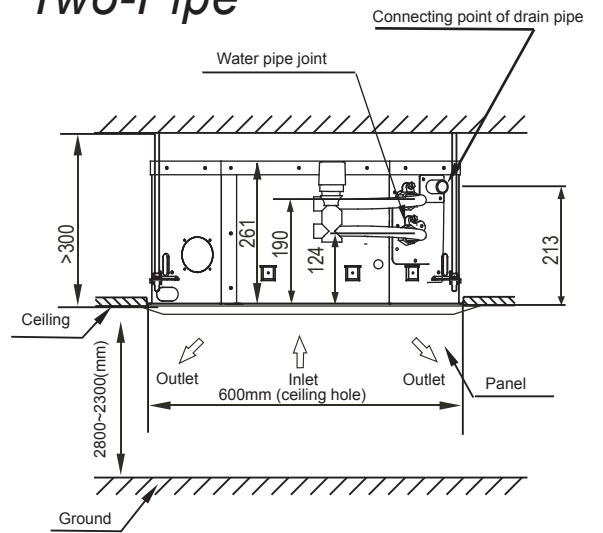 Two-Pipe
Connecting point of drain pipe
Water pipe joint
>300
261
190
124
213
Ceiling
Outlet
Inlet
Outlet
Panel
600mm (ceiling hole)
2800~2300(mm)
Ground